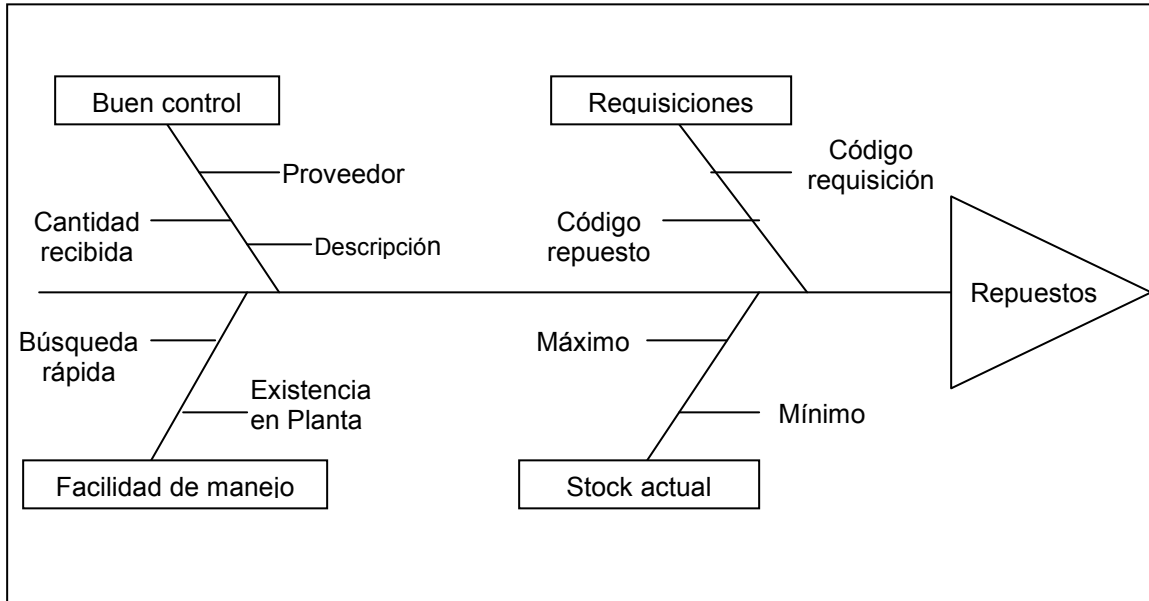 Buen control
Requisiciones
Proveedor
Código
requisición
Cantidad
recibida
Código
repuesto
Descripción
Repuestos
Búsqueda
rápida
Máximo
Existencia
en Planta
Mínimo
Facilidad de manejo
Stock actual